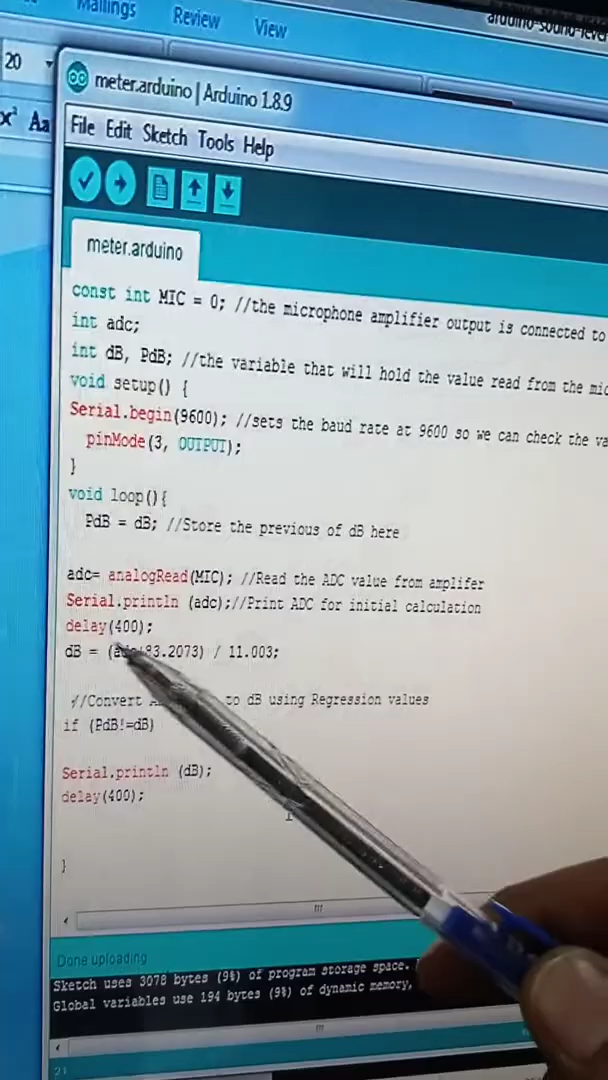 Mailings Review View
20
x² Aa
meter.arduino | Arduino 1.8.9
File Edit Sketch Tools Help
meter.arduino
const int MIC = 0; //the microphone amplifier output is connected to
int adc;
int dB, PdB; //the variable that will hold the value read from the mic
void setup() {
Serial.begin(9600); //sets the baud rate at 9600 so we can check the va
pinMode(3, OUTPUT);
}
void loop(){
PdB = dB; //Store the previous of dB here
adc= analogRead(MIC); //Read the ADC value from amplifer
Serial.println (adc);//Print ADC for initial calculation
delay(400);
dB = ( 83.2073) / 11.003;
//Convert to dB using Regression values
if (PdB!=dB)
Serial.println (dB);
delay(400);
}
Done uploading
Sketch uses 3078 bytes (9%) of program storage space.
Global variables use 194 bytes (9%) of dynamic memory,
21